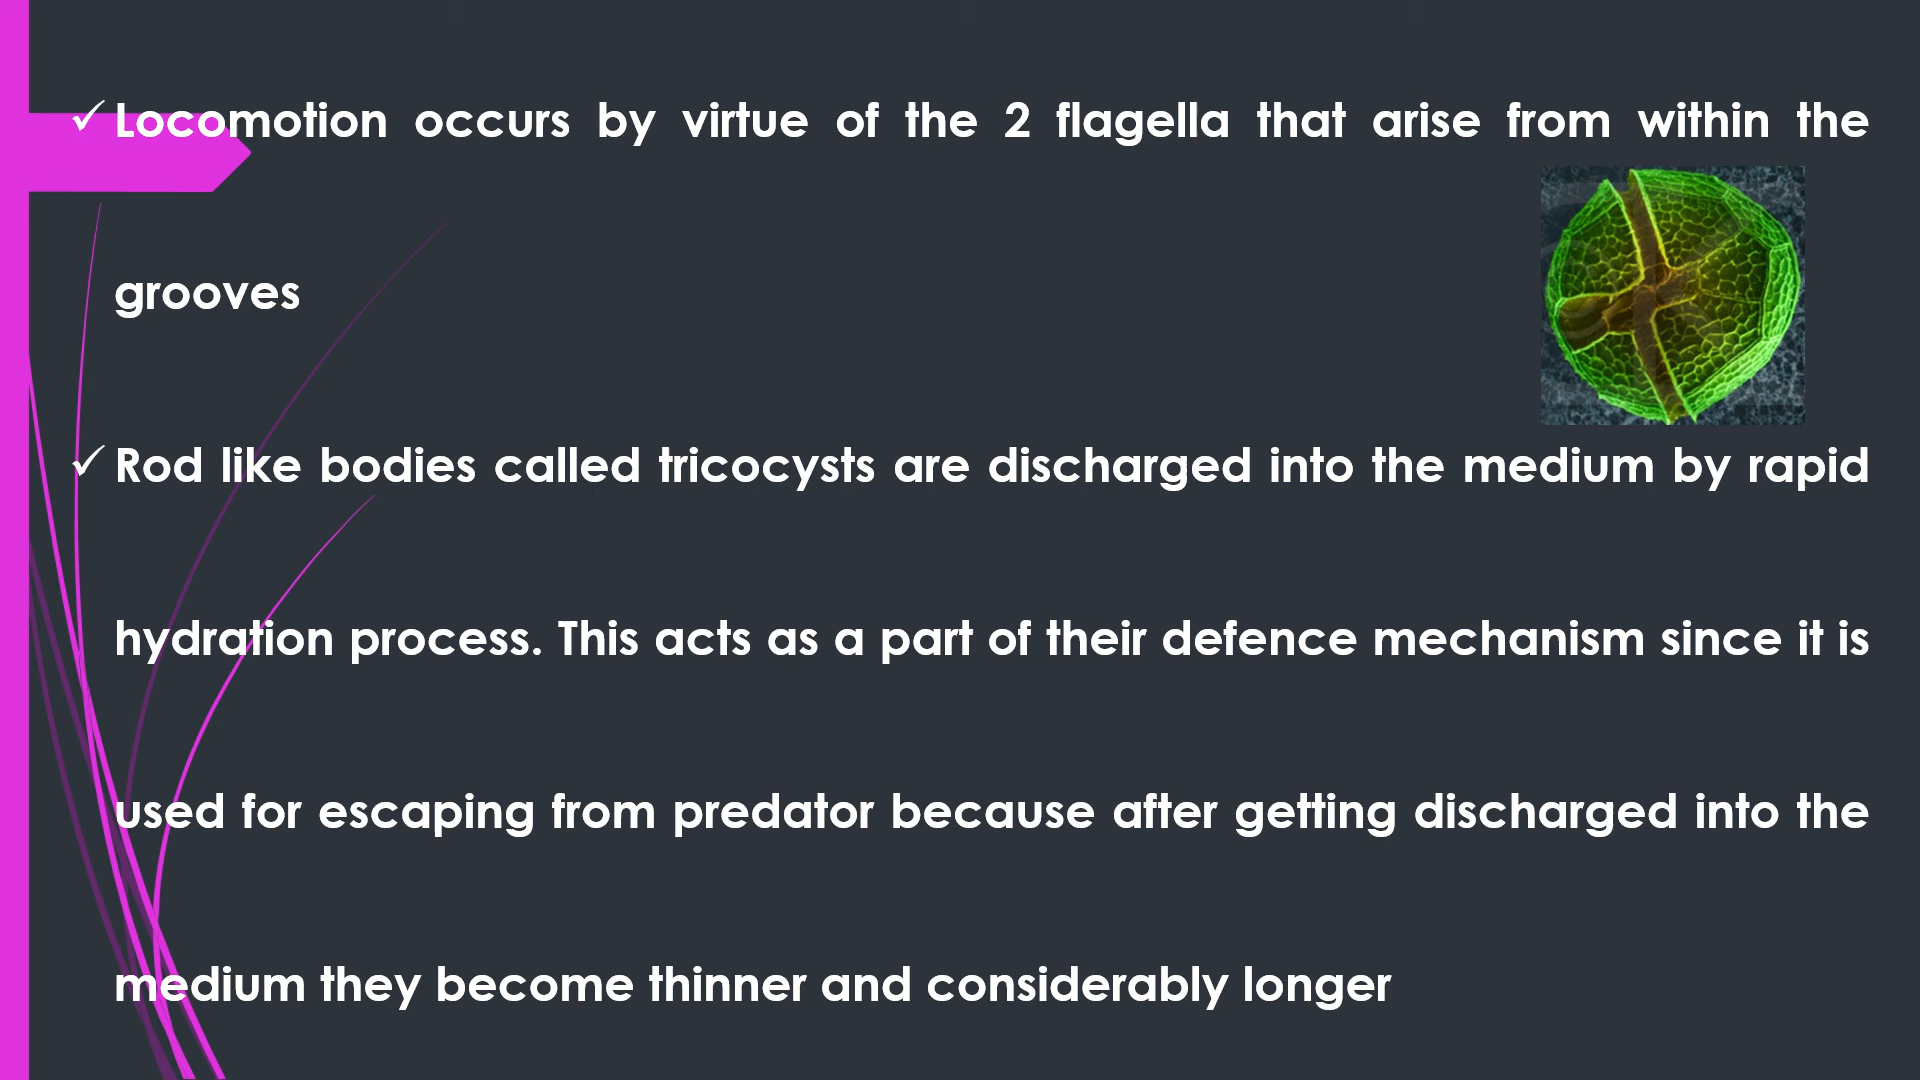 ✓ Locomotion occurs by virtue of the 2 flagella that arise from within the
grooves
✓ Rod like bodies called tricocysts are discharged into the medium by rapid
hydration process. This acts as a part of their defence mechanism since it is
used for escaping from predator because after getting discharged into the
medium they become thinner and considerably longer